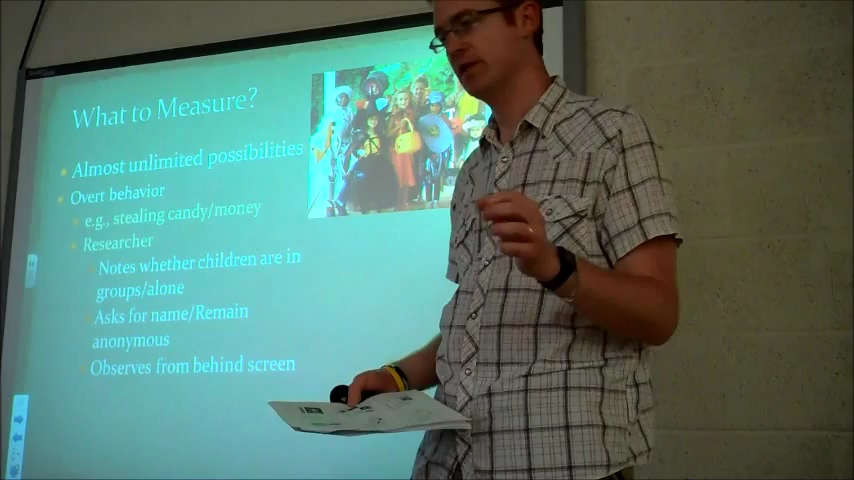 What to Measure?
Almost unlimited possibilities
Overt behavior
e.g., stealing candy/money
Researcher
Notes whether children are in
groups/alone
Asks for name/Remain
anonymous
Observes from behind screen